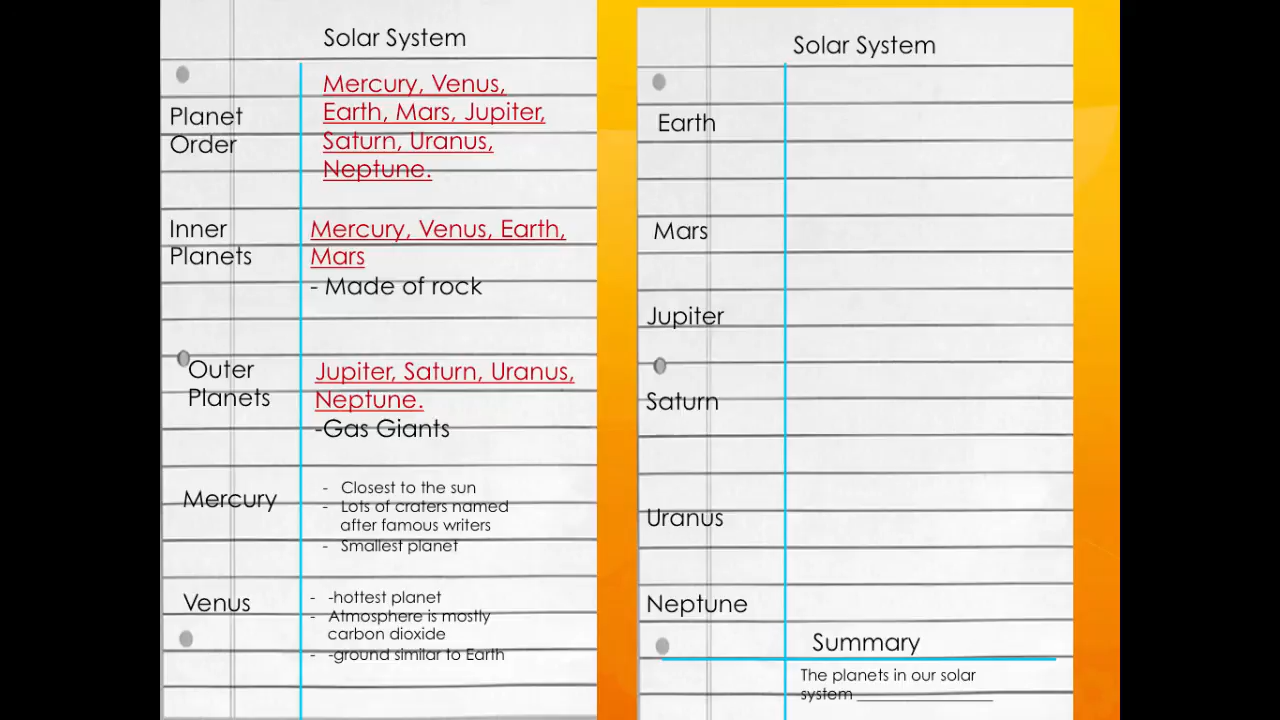 Solar System
Planet
Order
Mercury, Venus,
Earth, Mars, Jupiter,
Saturn, Uranus,
Neptune.
Inner
Planets
Mercury, Venus, Earth,
Mars
- Made of rock
Outer
Planets
Jupiter, Saturn, Uranus,
Neptune.
-Gas Giants
Mercury
- Closest to the sun
- Lots of craters named
after famous writers
- Smallest planet
Venus
- -hottest planet
- Atmosphere is mostly
carbon dioxide
- -ground similar to Earth
Solar System
Earth
Mars
Jupiter
Saturn
Uranus
Neptune
Summary
The planets in our solar
system ________________